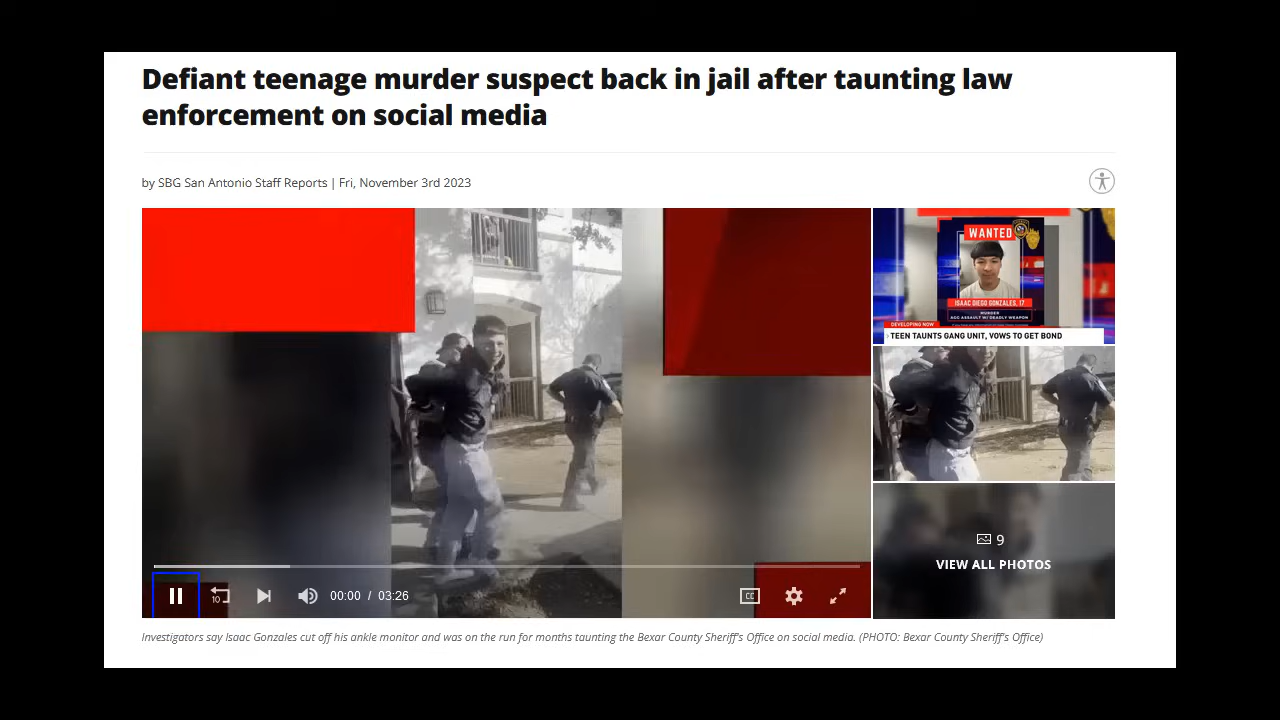 Defiant teenage murder suspect back in jail after taunting law
enforcement on social media
by SBG San Antonio Staff Reports | Fri, November 3rd 2023
WANTED
ISAAC DIEGO GONZALES, 17
MURDER
AGG ASSAULT W/ DEADLY WEAPON
DEVELOPING NOW
TEEN TAUNTS GANG UNIT, VOWS TO GET BOND
9
VIEW ALL PHOTOS
10
00:00 / 03:26
CC
Investigators say Isaac Gonzales cut off his ankle monitor and was on the run for months taunting the Bexar County Sheriff's Office on social media. (PHOTO: Bexar County Sheriff's Office)